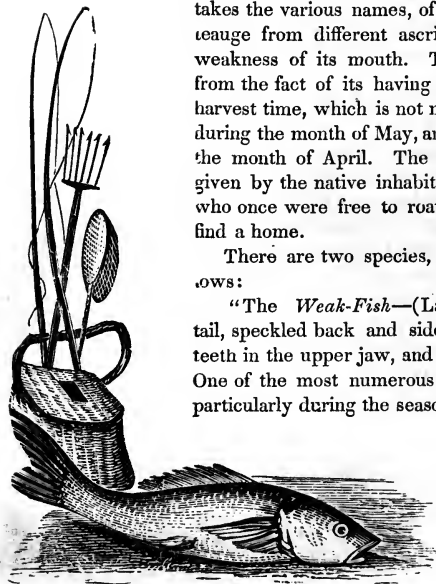 takes the various names, of
teauge from different ascri
weakness of its mouth. T
from the fact of its having
harvest time, which is not r
during the month of May, an
the month of April. The
given by the native inhabit
who once were free to roa
find a home.
There are two species,
lows:
"The Weak-Fish—(La
tail, speckled back and side
teeth in the upper jaw, and
One of the most numerous
particularly during the seaso